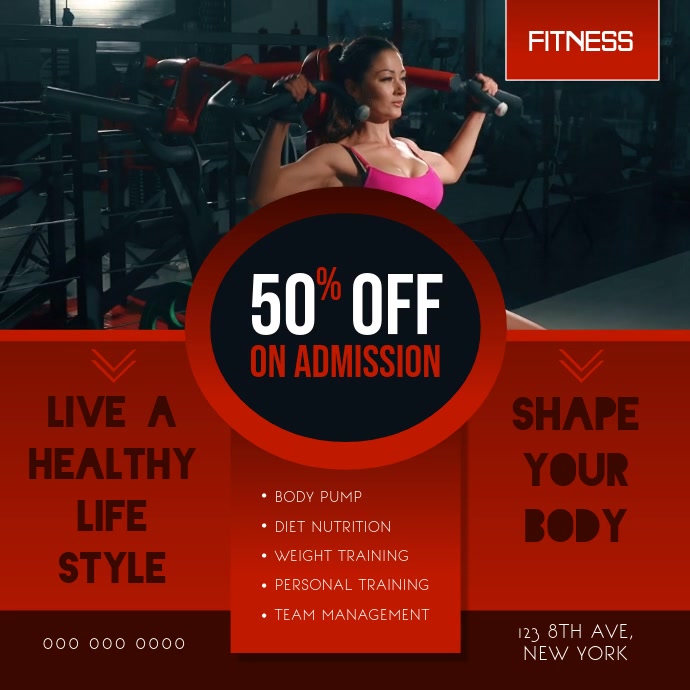 FITNESS
50% OFF
ON ADMISSION
LIVE A
HEALTHY
LIFE
STYLE
SHAPE
YOUR
BODY
• BODY PUMP
• DIET NUTRITION
• WEIGHT TRAINING
• PERSONAL TRAINING
• TEAM MANAGEMENT
000 000 0000
123 8TH AVE,
NEW YORK